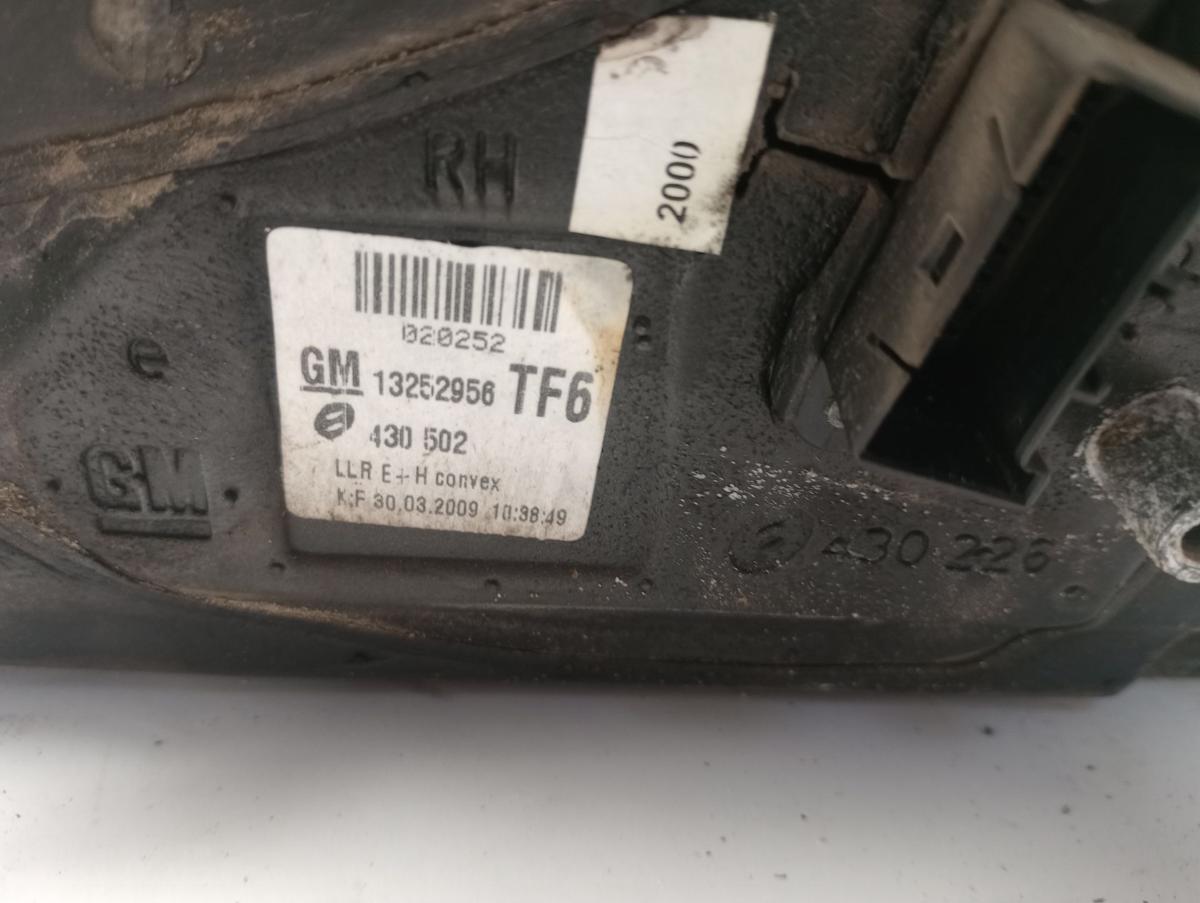 RH
2000
020252
GM 13252956 TF6
430 502
LLR E+H convex
K:F 30.03.2009 10:38:49
e
GM
430 226